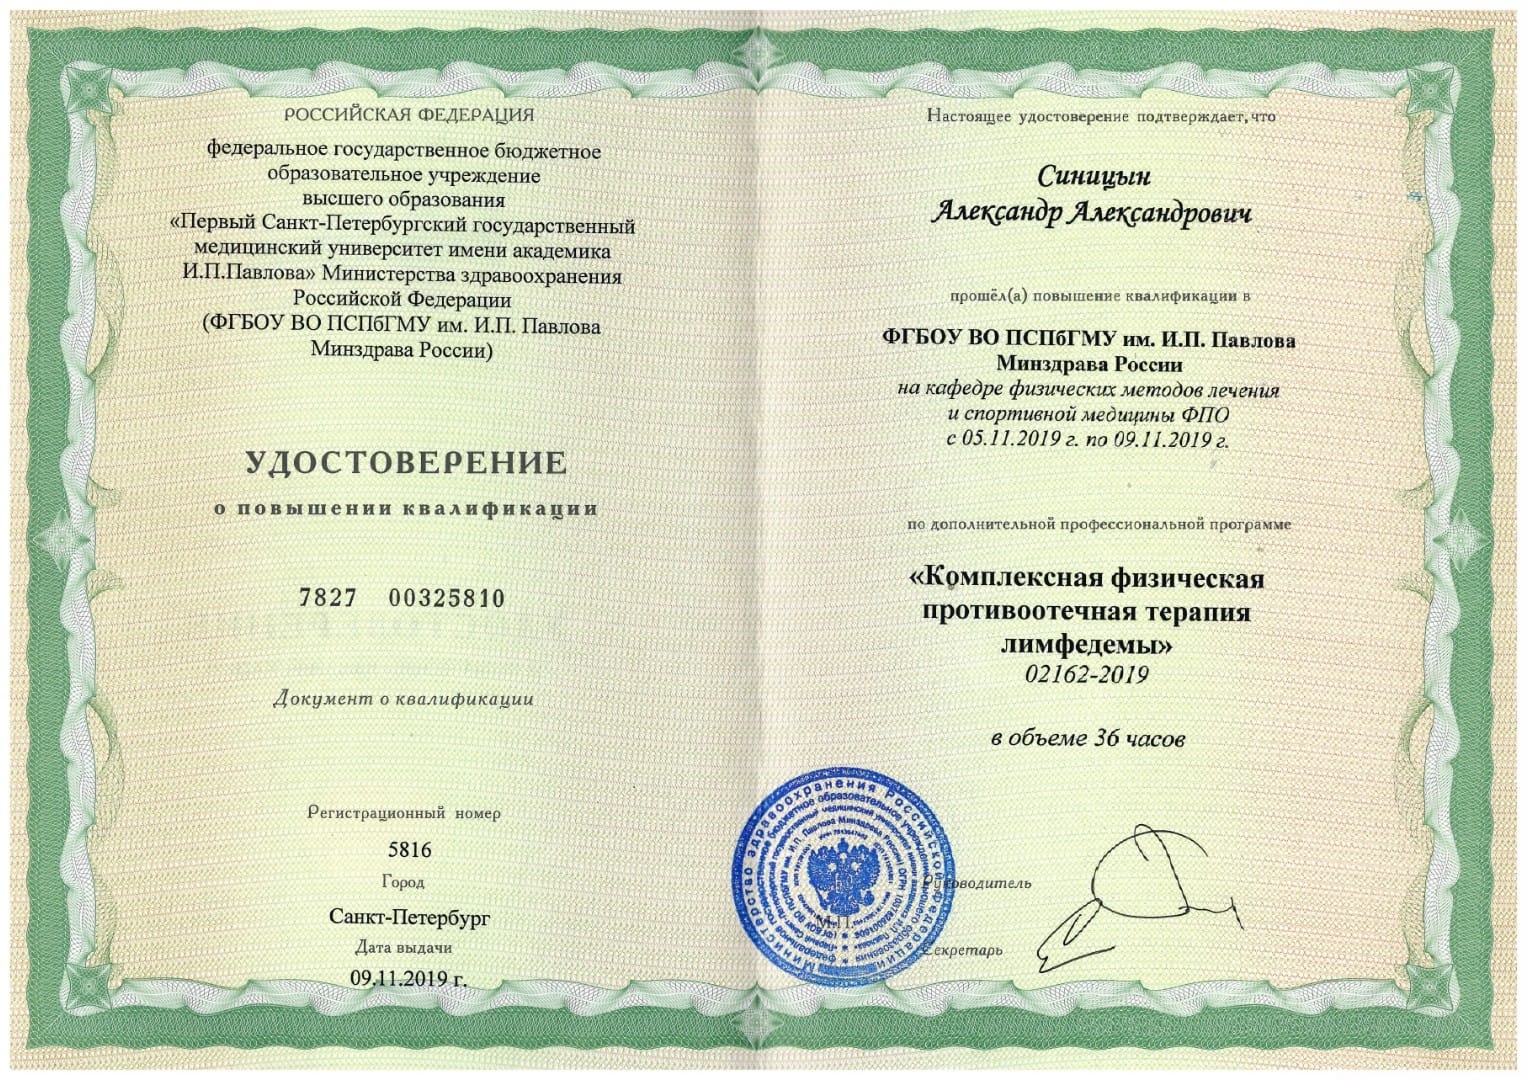 РОССИЙСКАЯ ФЕДЕРАЦИЯ
федеральное государственное бюджетное
образовательное учреждение
высшего образования
«Первый Санкт-Петербургский государственный
медицинский университет имени академика
И.П.Павлова» Министерства здравоохранения
Российской Федерации
(ФГБОУ ВО ПСПбГМУ им. И.П. Павлова
Минздрава России)
УДОСТОВЕРЕНИЕ
о повышении квалификации
7827 00325810
Документ о квалификации
Регистрационный номер
5816
Город
Санкт-Петербург
Дата выдачи
09.11.2019 г.
Настоящее удостоверение подтверждает, что
Синицын
Александр Александрович
прошёл(а) повышение квалификации в
ФГБОУ ВО ПСПбГМУ им. И.П. Павлова
Минздрава России
на кафедре физических методов лечения
и спортивной медицины ФПО
с 05.11.2019 г. по 09.11.2019 г.
по дополнительной профессиональной программе
«Комплексная физическая
противоотечная терапия
лимфедемы»
02162-2019
в объеме 36 часов
Министерство здравоохранения Российской Федерации
М.П.
Руководитель
Секретарь